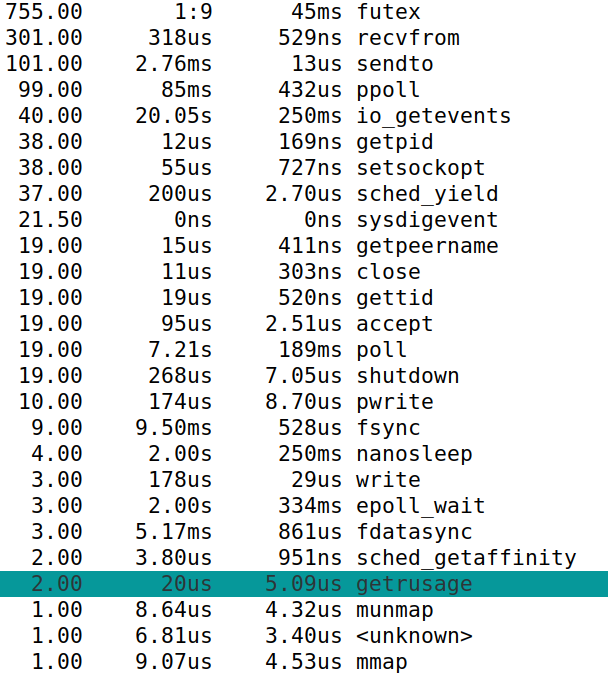 755.00 1:9 45ms futex
301.00 318us 529ns recvfrom
101.00 2.76ms 13us sendto
99.00 85ms 432us ppoll
40.00 20.05s 250ms io_getevents
38.00 12us 169ns getpid
38.00 55us 727ns setsockopt
37.00 200us 2.70us sched_yield
21.50 0ns 0ns sysdigevent
19.00 15us 411ns getpeername
19.00 11us 303ns close
19.00 19us 520ns gettid
19.00 95us 2.51us accept
19.00 7.21s 189ms poll
19.00 268us 7.05us shutdown
10.00 174us 8.70us pwrite
9.00 9.50ms 528us fsync
4.00 2.00s 250ms nanosleep
3.00 178us 29us write
3.00 2.00s 334ms epoll_wait
3.00 5.17ms 861us fdatasync
2.00 3.80us 951ns sched_getaffinity
2.00 20us 5.09us getrusage
1.00 8.64us 4.32us munmap
1.00 6.81us 3.40us <unknown>
1.00 9.07us 4.53us mmap